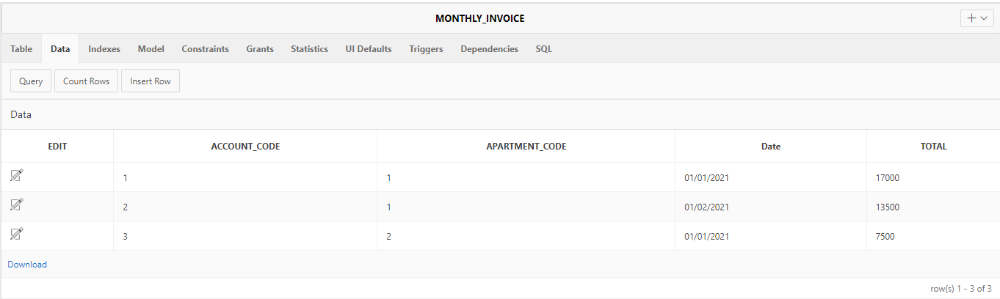 MONTHLY_INVOICE
Table Data Indexes Model Constraints Grants Statistics UI Defaults Triggers Dependencies SQL
Query Count Rows Insert Row
Data
EDIT ACCOUNT_CODE APARTMENT_CODE Date TOTAL
1 1 01/01/2021 17000
2 1 01/02/2021 13500
3 2 01/01/2021 7500
Download
row(s) 1 - 3 of 3